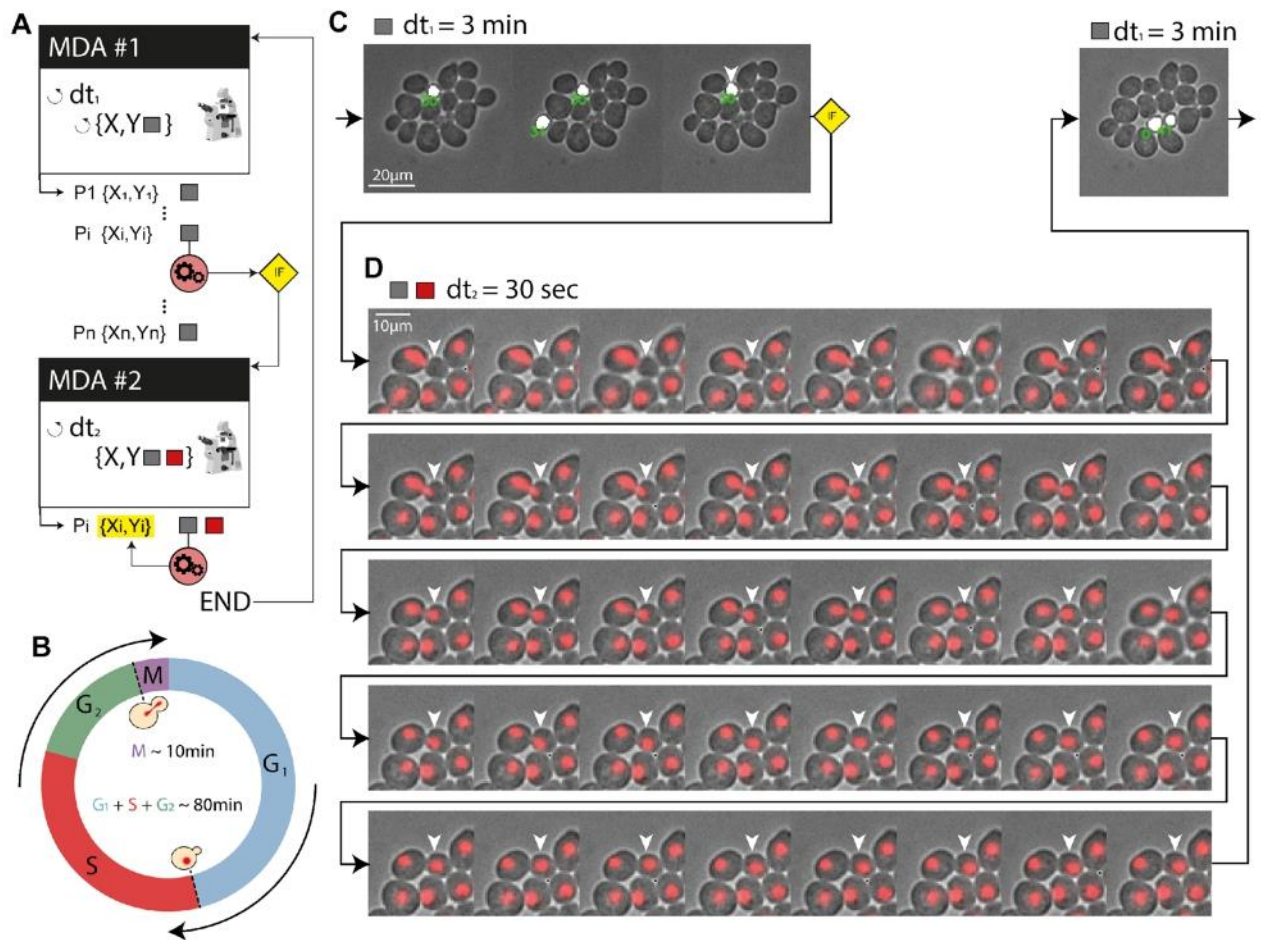 A
MDA #1
dt₁
{X,Y }
P1 {X₁,Y₁}
Pi {Xi,Yi}
IF
Pn {Xn,Yn}
MDA #2
dt₂
{X,Y }
Pi {Xi,Yi}
END
B
M
G₂
G₁
M ~ 10min
G₁ + S + G₂ ~ 80min
S
C
dt₁ = 3 min
IF
20µm
dt₁ = 3 min
D
dt₂ = 30 sec
10µm